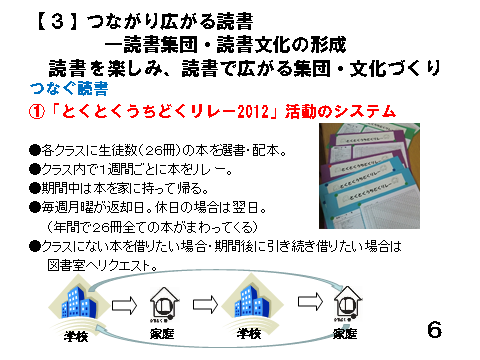 【３】つながり広がる読書
―読書集団・読書文化の形成
読書を楽しみ、読書で広がる集団・文化づくり
つなぐ読書
①「とくとくうちどくリレー2012」活動のシステム
●各クラスに生徒数(２６冊)の本を選書・配本。
●クラス内で１週間ごとに本をリレー。
●期間中は本を家に持って帰る。
●毎週月曜が返却日。休日の場合は翌日。
（年間で２６冊全ての本がまわってくる）
●クラスにない本を借りたい場合・期間後に引き続き借りたい場合は
図書室へリクエスト。
学校 家庭 学校 家庭
6